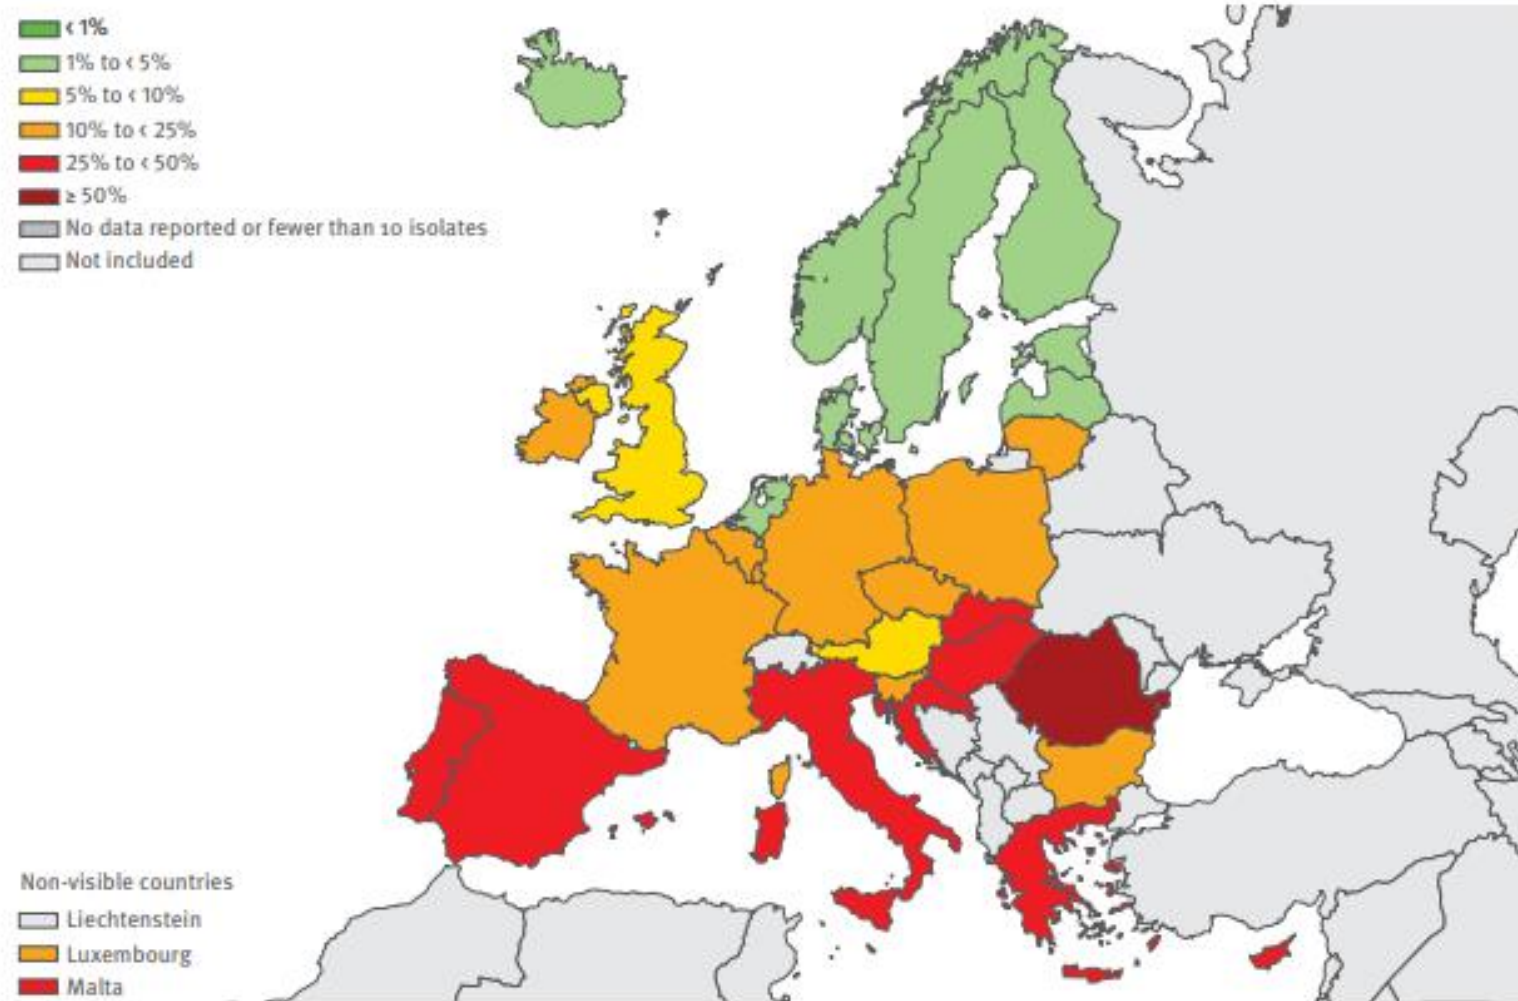 < 1%
1% to < 5%
5% to < 10%
10% to < 25%
25% to < 50%
≥ 50%
No data reported or fewer than 10 isolates
Not included
Non-visible countries
Liechtenstein
Luxembourg
Malta